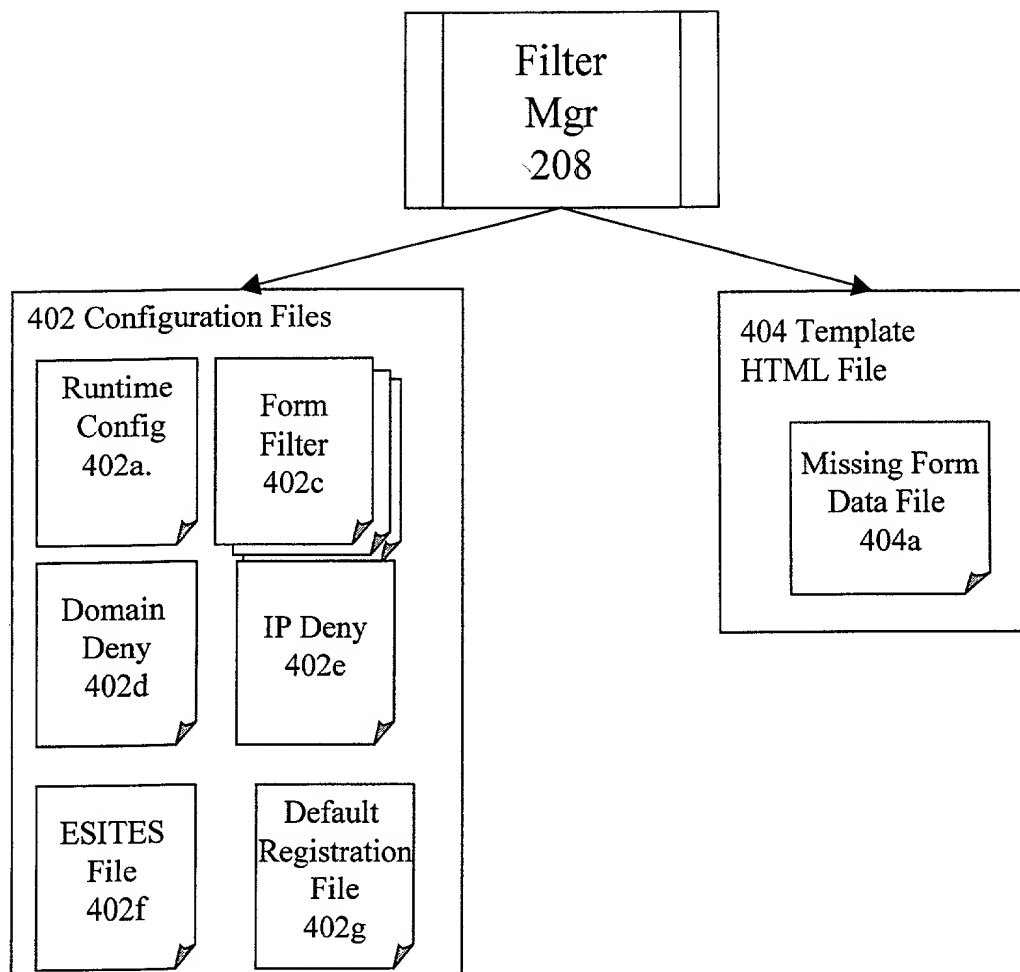 Filter
Mgr
208
402 Configuration Files
Runtime
Config
402a.
Form
Filter
402c
Domain
Deny
402d
IP Deny
402e
ESITES
File
402f
Default
Registration
File
402g
404 Template
HTML File
Missing Form
Data File
404a